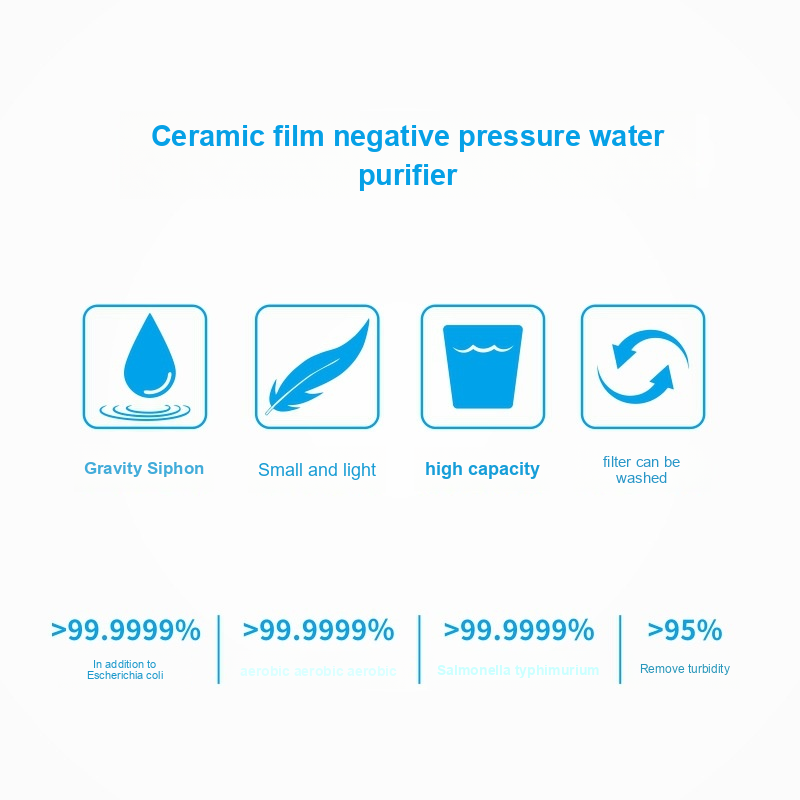 Ceramic film negative pressure water
purifier
Gravity Siphon
Small and light
high capacity
filter can be
washed
>99.9999%
>99.9999%
>99.9999%
>95%
In addition to
Escherichia coli
aerobic aerobic aerobic
Salmonella typhimurium
Remove turbidity